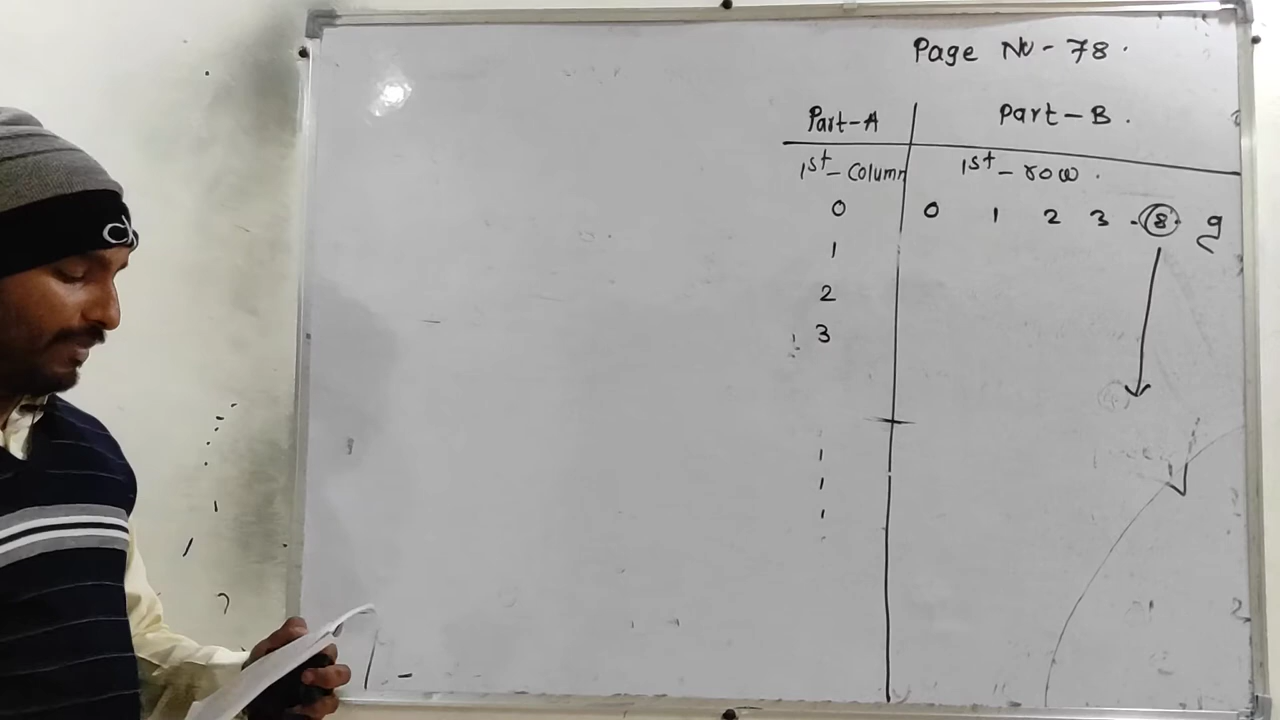 Page No - 78.
Part-A Part-B.
1st- Column 1st- row.
0 0 1 2 3 - 8 - 9
1
2
3